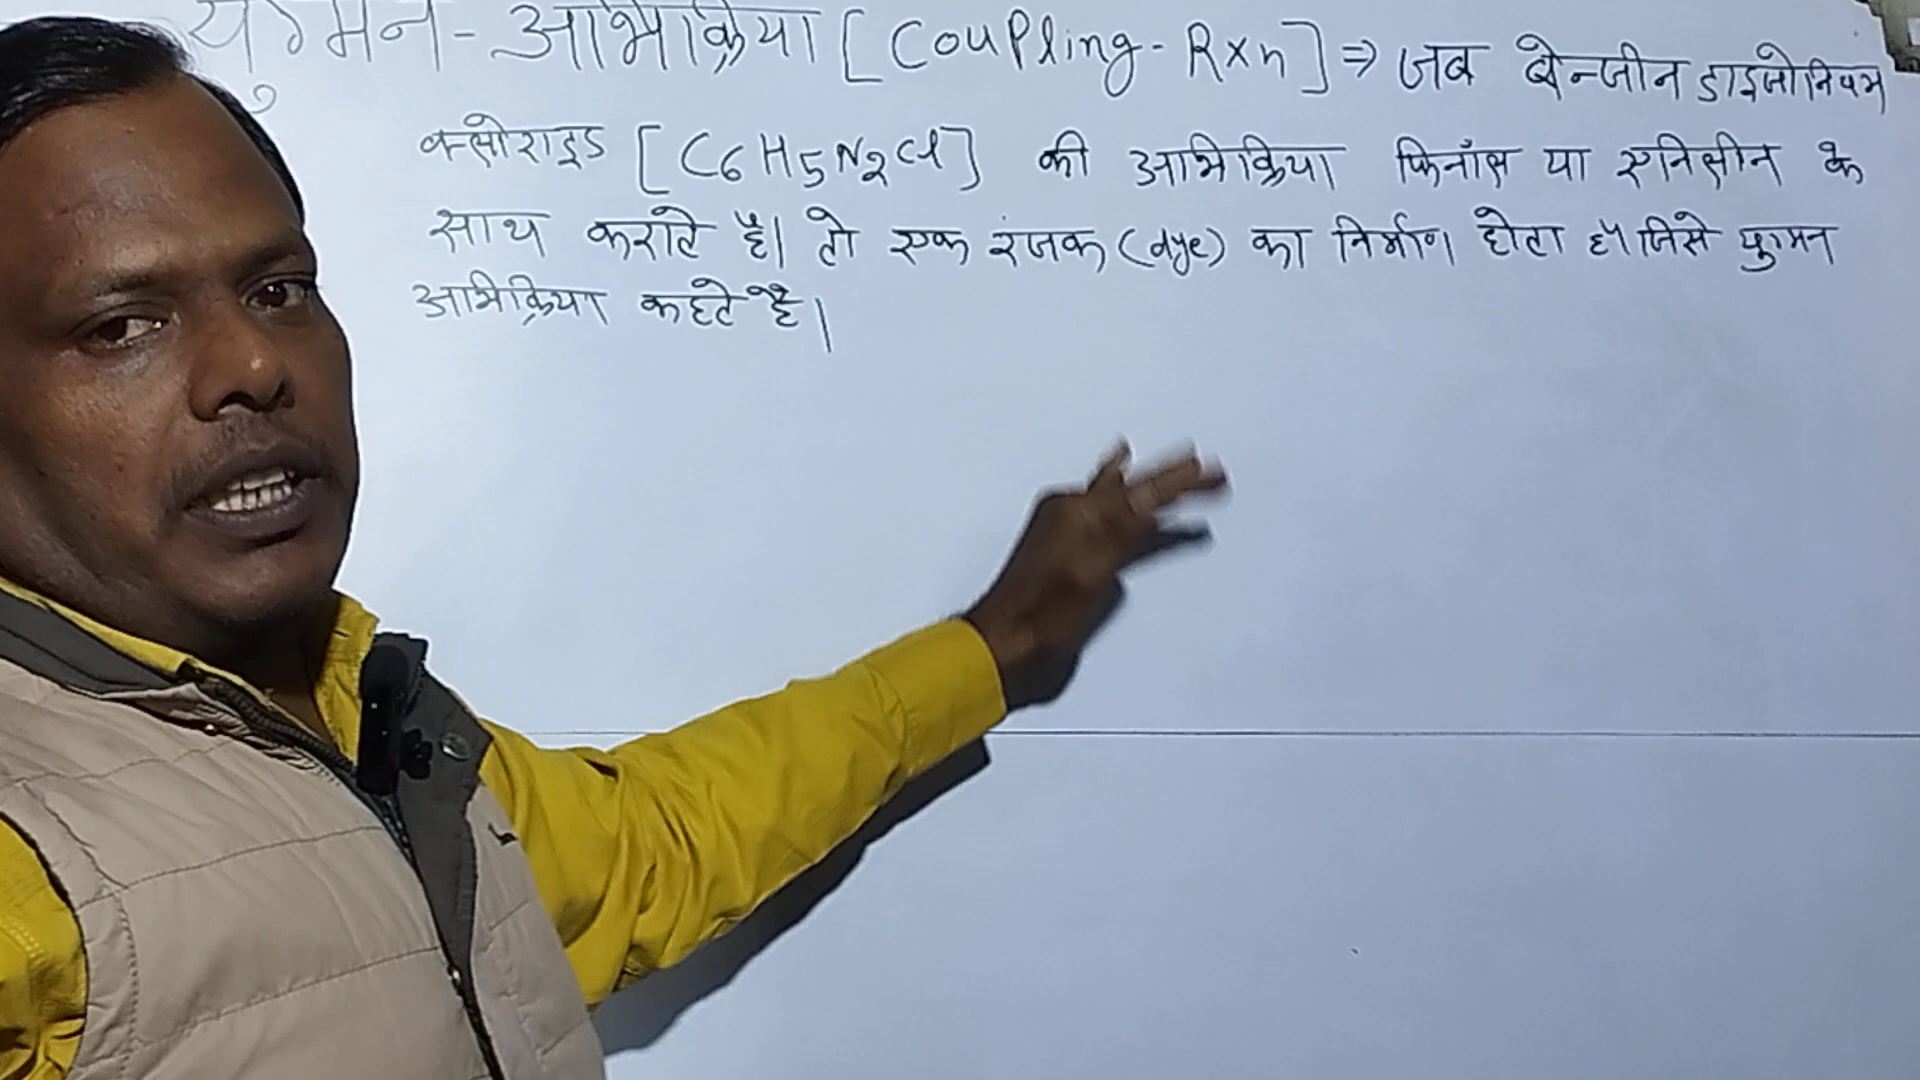 युग्मन-अभिक्रिया [Coupling-Rxn] ⇒ जब बेन्जीन डाइजोनियम
क्लोराइड [C6H5N2Cl] की अभिक्रिया फिनॉल या एनिलीन के
साथ कराते है। तो एक रंजक (dye) का निर्माण होता है। जिसे युग्मन
अभिक्रिया कहते है।